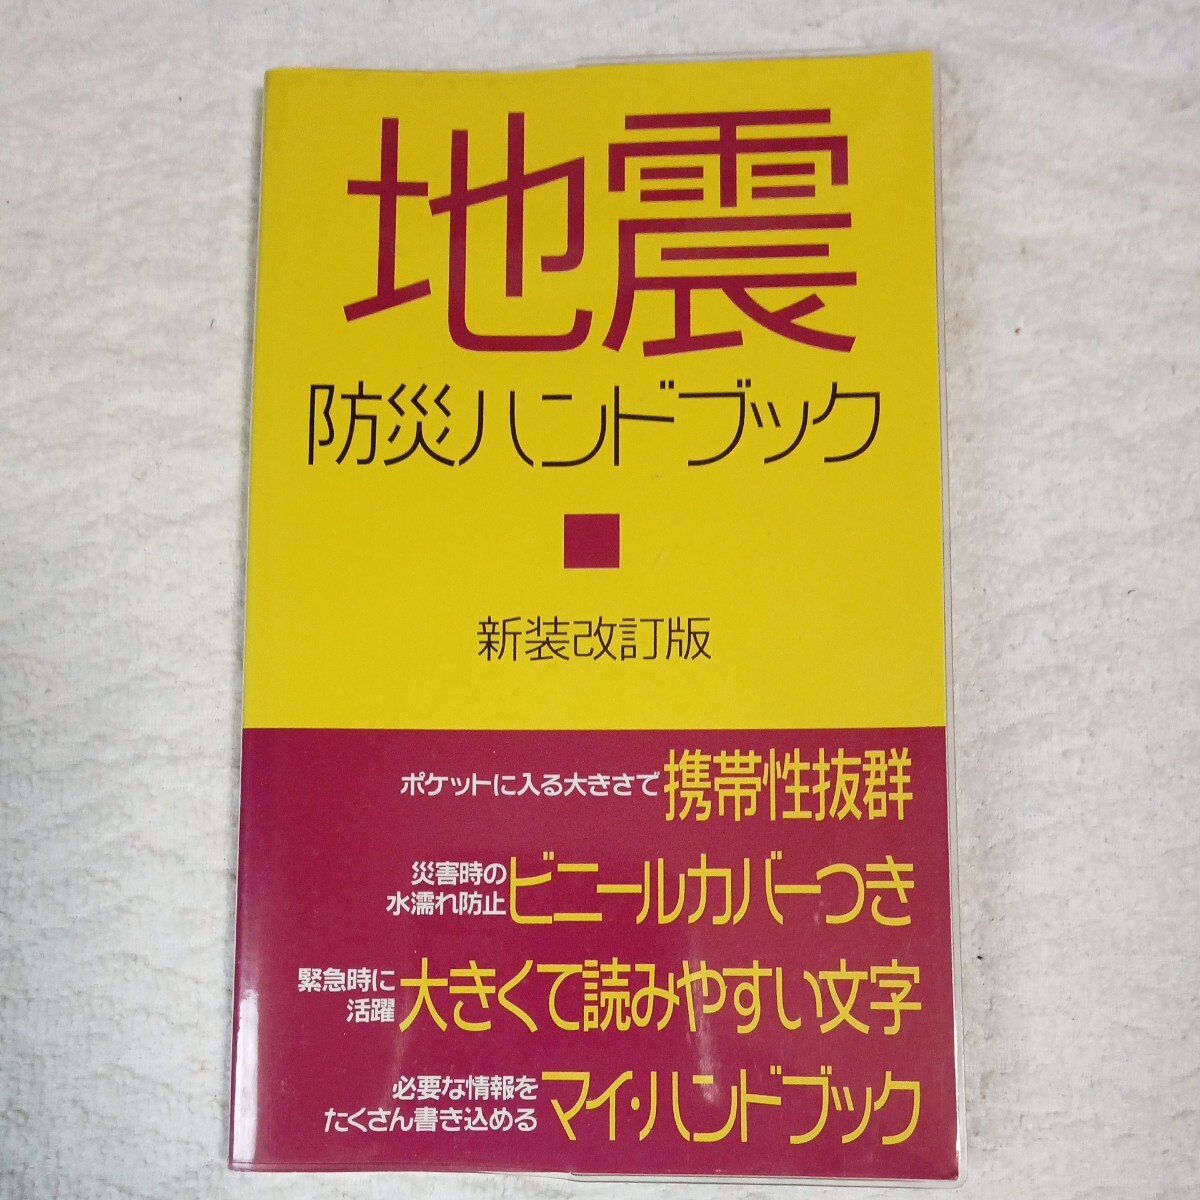 地震
防災ハンドブック
新装改訂版
ポケットに入る大きさで 携帯性抜群
災害時の
水濡れ防止 ビニールカバーつき
緊急時に
活躍 大きくて読みやすい文字
必要な情報を
たくさん書き込める マイ・ハンドブック